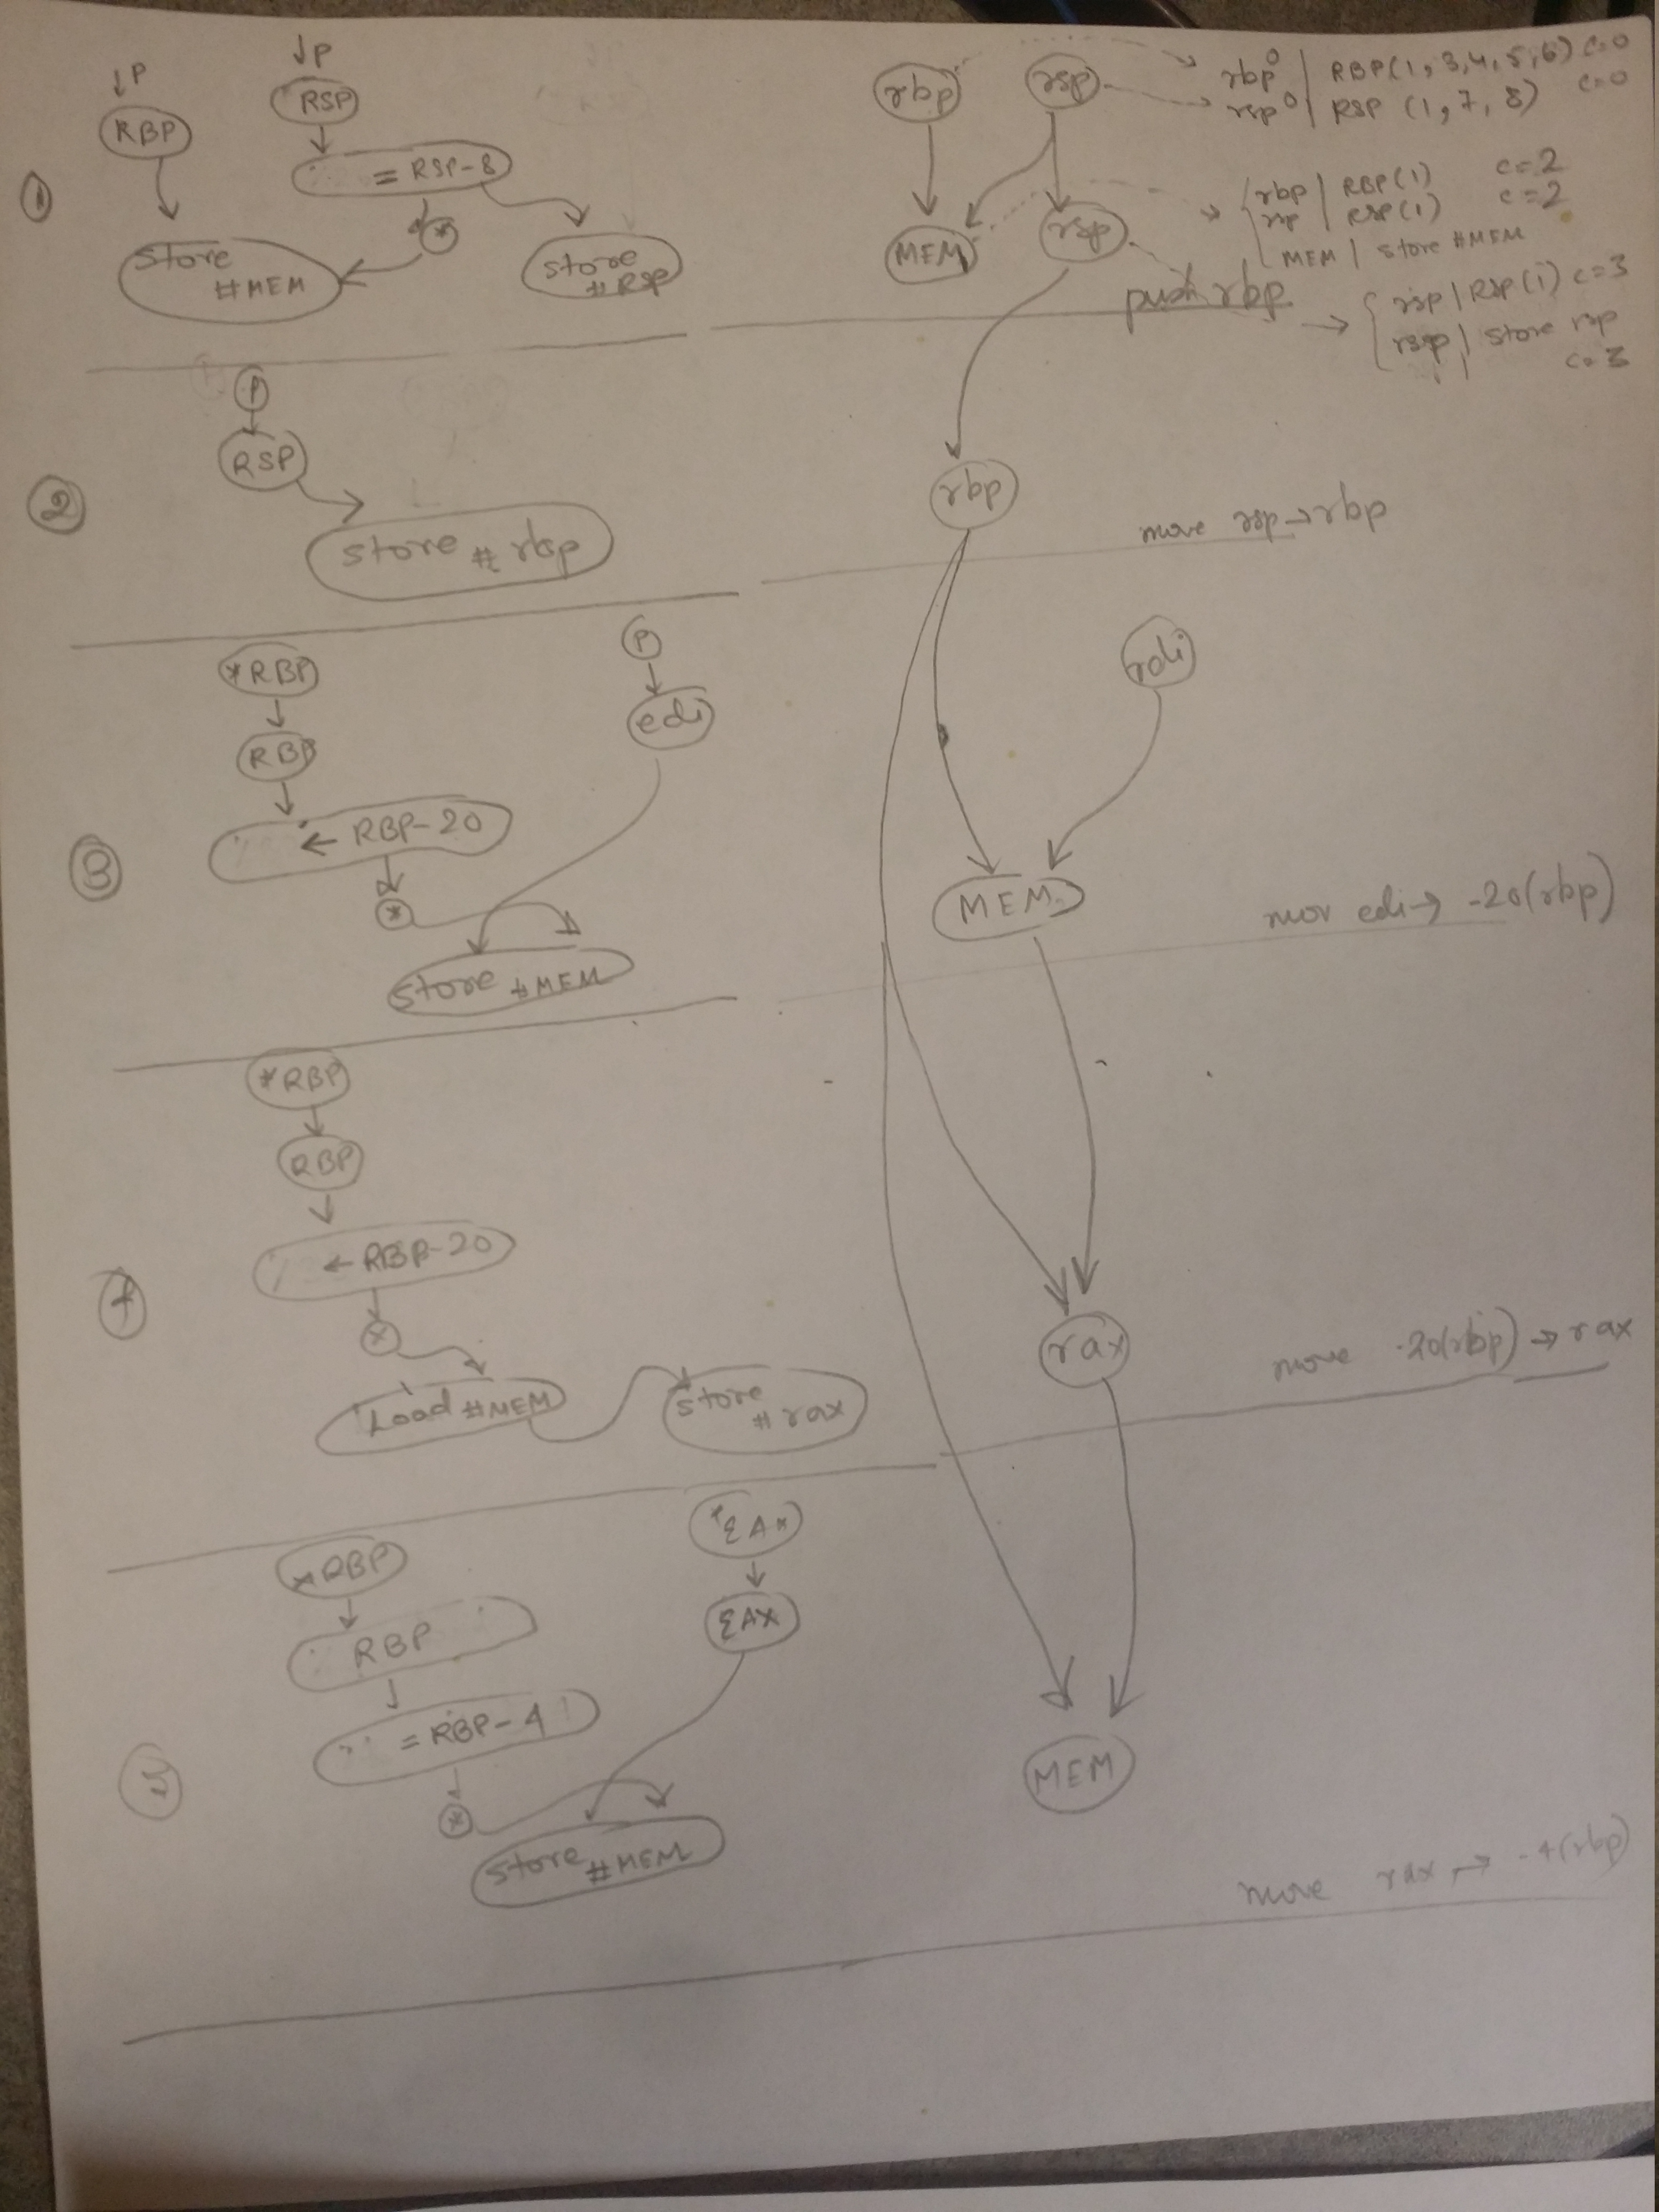 ↓P
RBP
↓P
RSP
= RSP-8
*
store
#MEM
store
#RSP
①
rbp
rsp
MEM
rsp
rbp⁰ | RBP(1,3,4,5,6) c=0
rsp⁰ | RSP (1,7,8) c=0
rbp | RBP(1) c=2
rsp | RSP(1) c=2
MEM | store #MEM
rsp | RSP(1) c=3
rsp | store rsp
c=3
push rbp
②
P
RSP
store # rbp
rbp
move rsp → rbp
③
*RBP
RBP
← RBP-20
*
P
edi
store #MEM
rdi
MEM
mov edi → -20(rbp)
*RBP
RBP
← RBP-20
*
Load #MEM
store
# rax
rax
move -20(rbp) → rax
5
*RBP
RBP
= RBP-4
*
*EAX
EAX
store #MEM
MEM
move rax → -4(rbp)